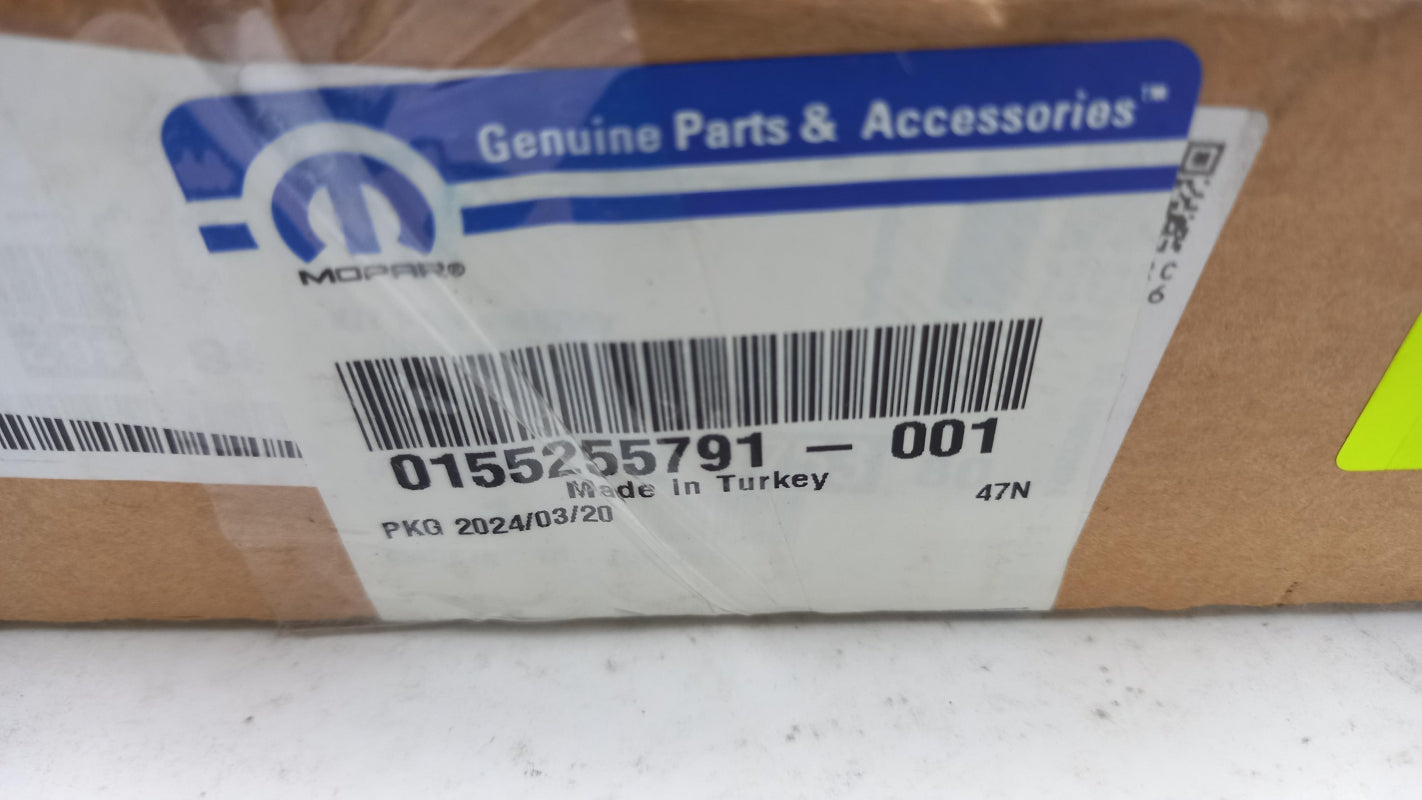 Genuine Parts & Accessories™
MOPAR®
0155255791 - 001
Made in Turkey
47N
PKG 2024/03/20